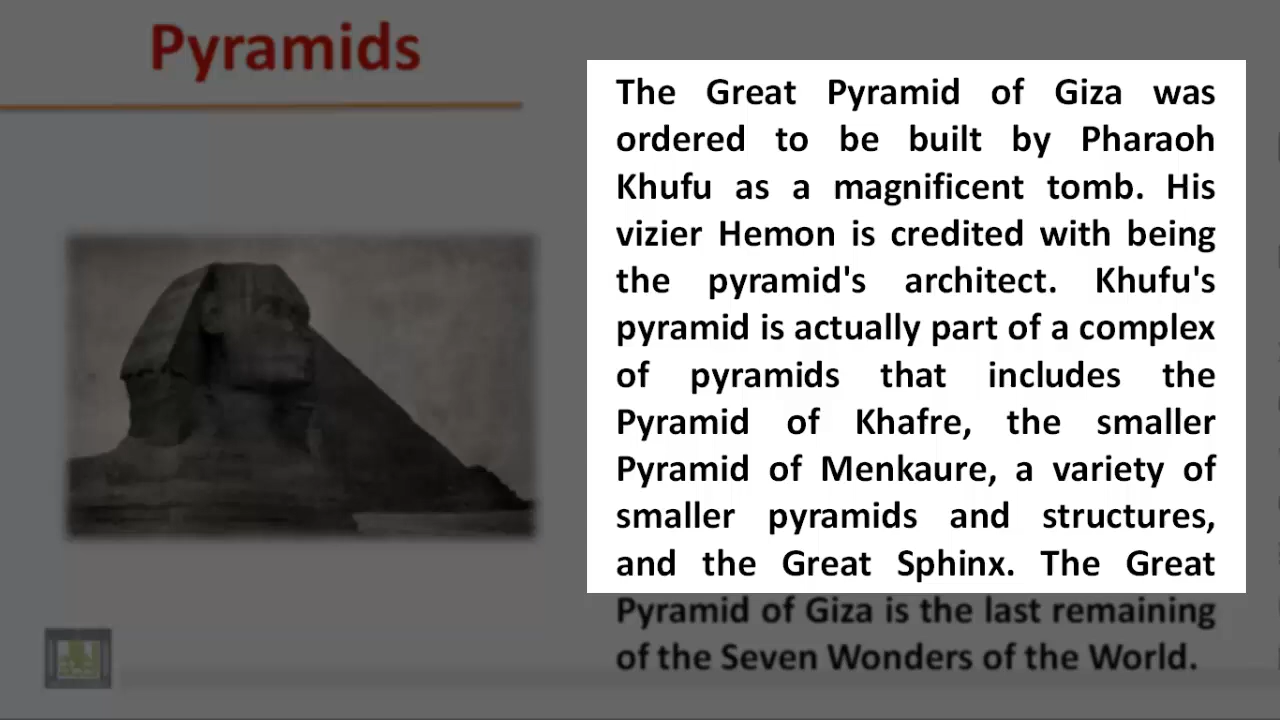 Pyramids
The Great Pyramid of Giza was
ordered to be built by Pharaoh
Khufu as a magnificent tomb. His
vizier Hemon is credited with being
the pyramid's architect. Khufu's
pyramid is actually part of a complex
of pyramids that includes the
Pyramid of Khafre, the smaller
Pyramid of Menkaure, a variety of
smaller pyramids and structures,
and the Great Sphinx. The Great
Pyramid of Giza is the last remaining
of the Seven Wonders of the World.